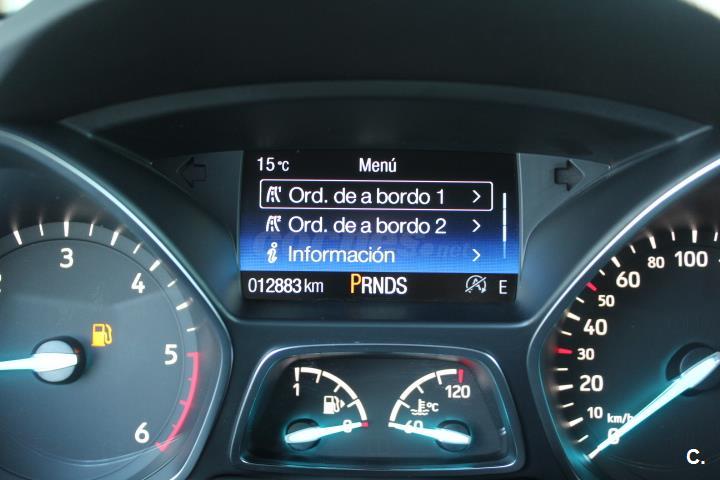 15 °C Menú
Ord. de a bordo 1
Ord. de a bordo 2
Información
012883 km PRNDS E
2 3 4 5 6
1 0
60 120 °C
0 10 20 30 40 50 60 80 100
km/h
C.